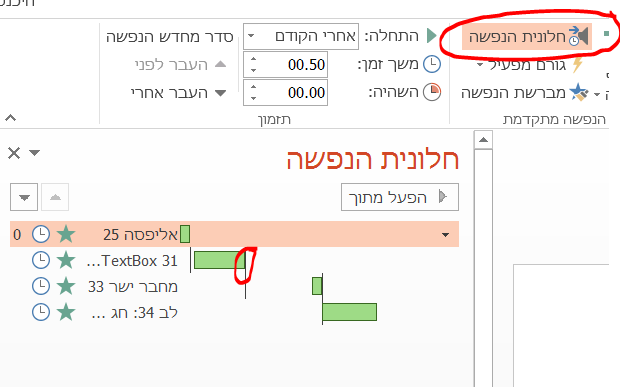 חלונית הנפשה
גורם מפעיל
מברשת הנפשה
הנפשה מתקדמת
התחלה: אחרי הקודם
משך זמן: 00.50
השהיה: 00.00
תזמון
סדר מחדש הנפשה
העבר לפני
העבר אחרי
חלונית הנפשה
הפעל מתוך
0 אליפסה 25
TextBox 31...
מחבר ישר 33
לב 34: חג ...